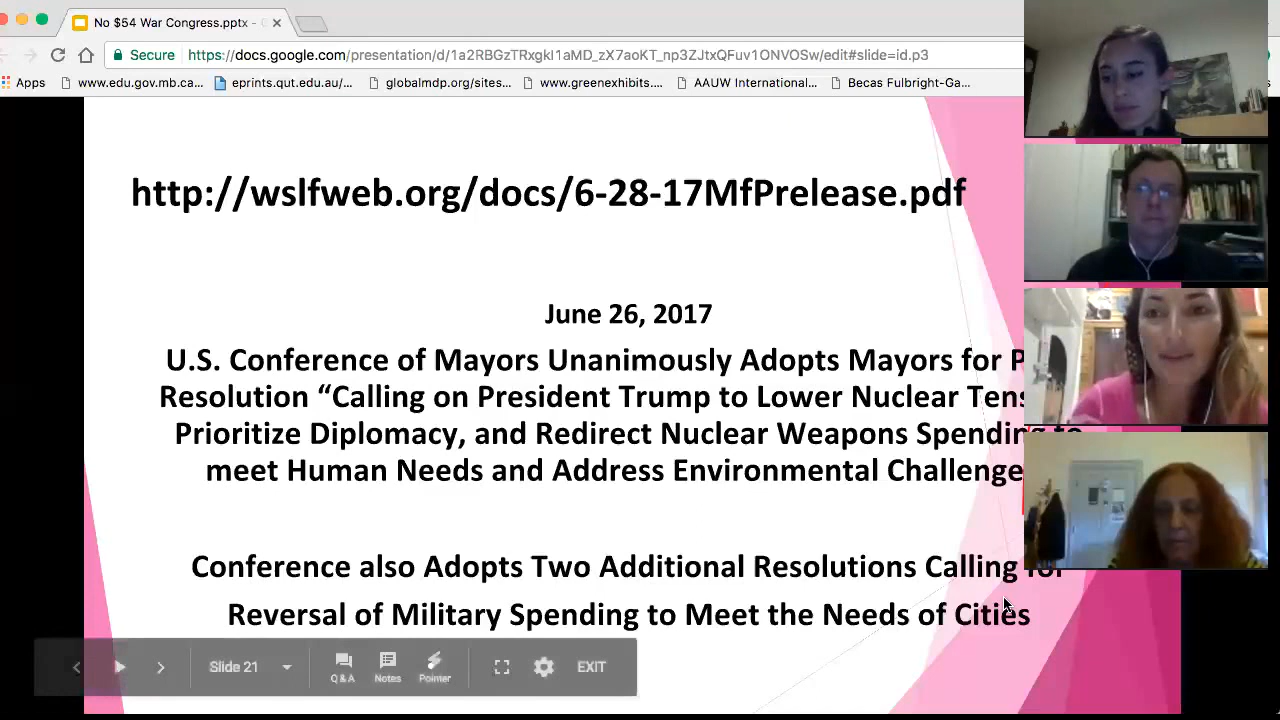 No $54 War Congress.pptx -
Secure https://docs.google.com/presentation/d/1a2RBGzTRxgkI1aMD_zX7aoKT_np3ZJtxQFuv1ONVOSw/edit#slide=id.p3
Apps www.edu.gov.mb.ca... eprints.qut.edu.au/... globalmdp.org/sites... www.greenexhibits.... AAUW International... Becas Fulbright-Ga...
http://wslfweb.org/docs/6-28-17MfPrelease.pdf
June 26, 2017
U.S. Conference of Mayors Unanimously Adopts Mayors for P
Resolution “Calling on President Trump to Lower Nuclear Tens
Prioritize Diplomacy, and Redirect Nuclear Weapons Spending to
meet Human Needs and Address Environmental Challenge
Conference also Adopts Two Additional Resolutions Calling for
Reversal of Military Spending to Meet the Needs of Cities
Slide 21 Q & A Notes Pointer EXIT